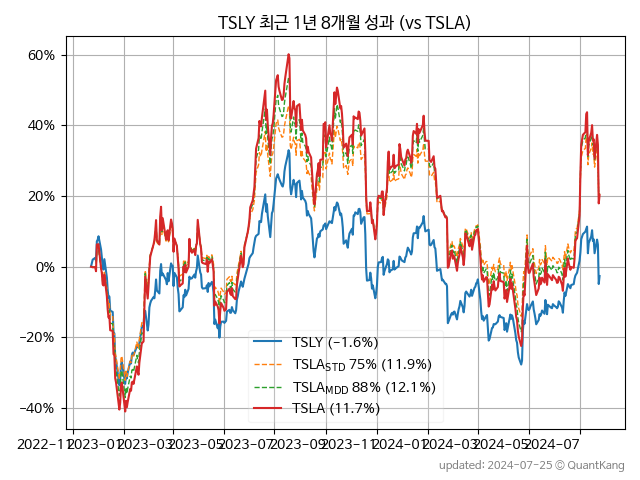 TSLY 최근 1년 8개월 성과 (vs TSLA)
60%
40%
20%
0%
−20%
−40%
TSLY (−1.6%)
TSLA_STD 75% (11.9%)
TSLA_MDD 88% (12.1%)
TSLA (11.7%)
2022−11 2023−01 2023−03 2023−05 2023−07 2023−09 2023−11 2024−01 2024−03 2024−05 2024−07
updated: 2024-07-25 © QuantKang